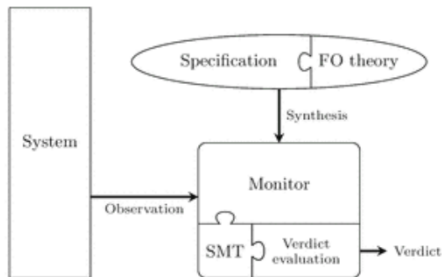 Specification FO theory
System
Synthesis
Monitor
Observation
SMT
Verdict
evaluation
Verdict